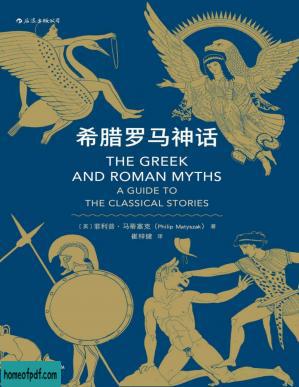 后浪出版公司
希腊罗马神话
THE GREEK
AND ROMAN MYTHS
A GUIDE TO
THE CLASSICAL STORIES
[英] 菲利普·马蒂塞克 (Philip Matyszak) 著
崔梓健 译
homeofpdf.com